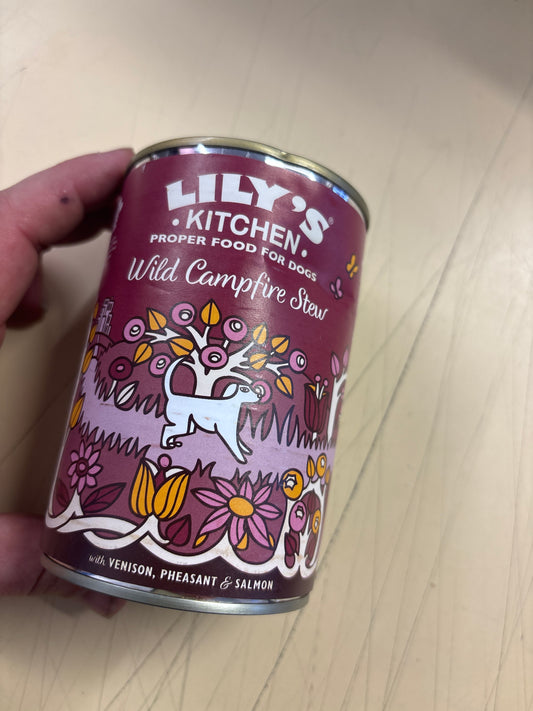 LILY'S
• KITCHEN •®
PROPER FOOD FOR DOGS
Wild Campfire Stew
with VENISON, PHEASANT & SALMON